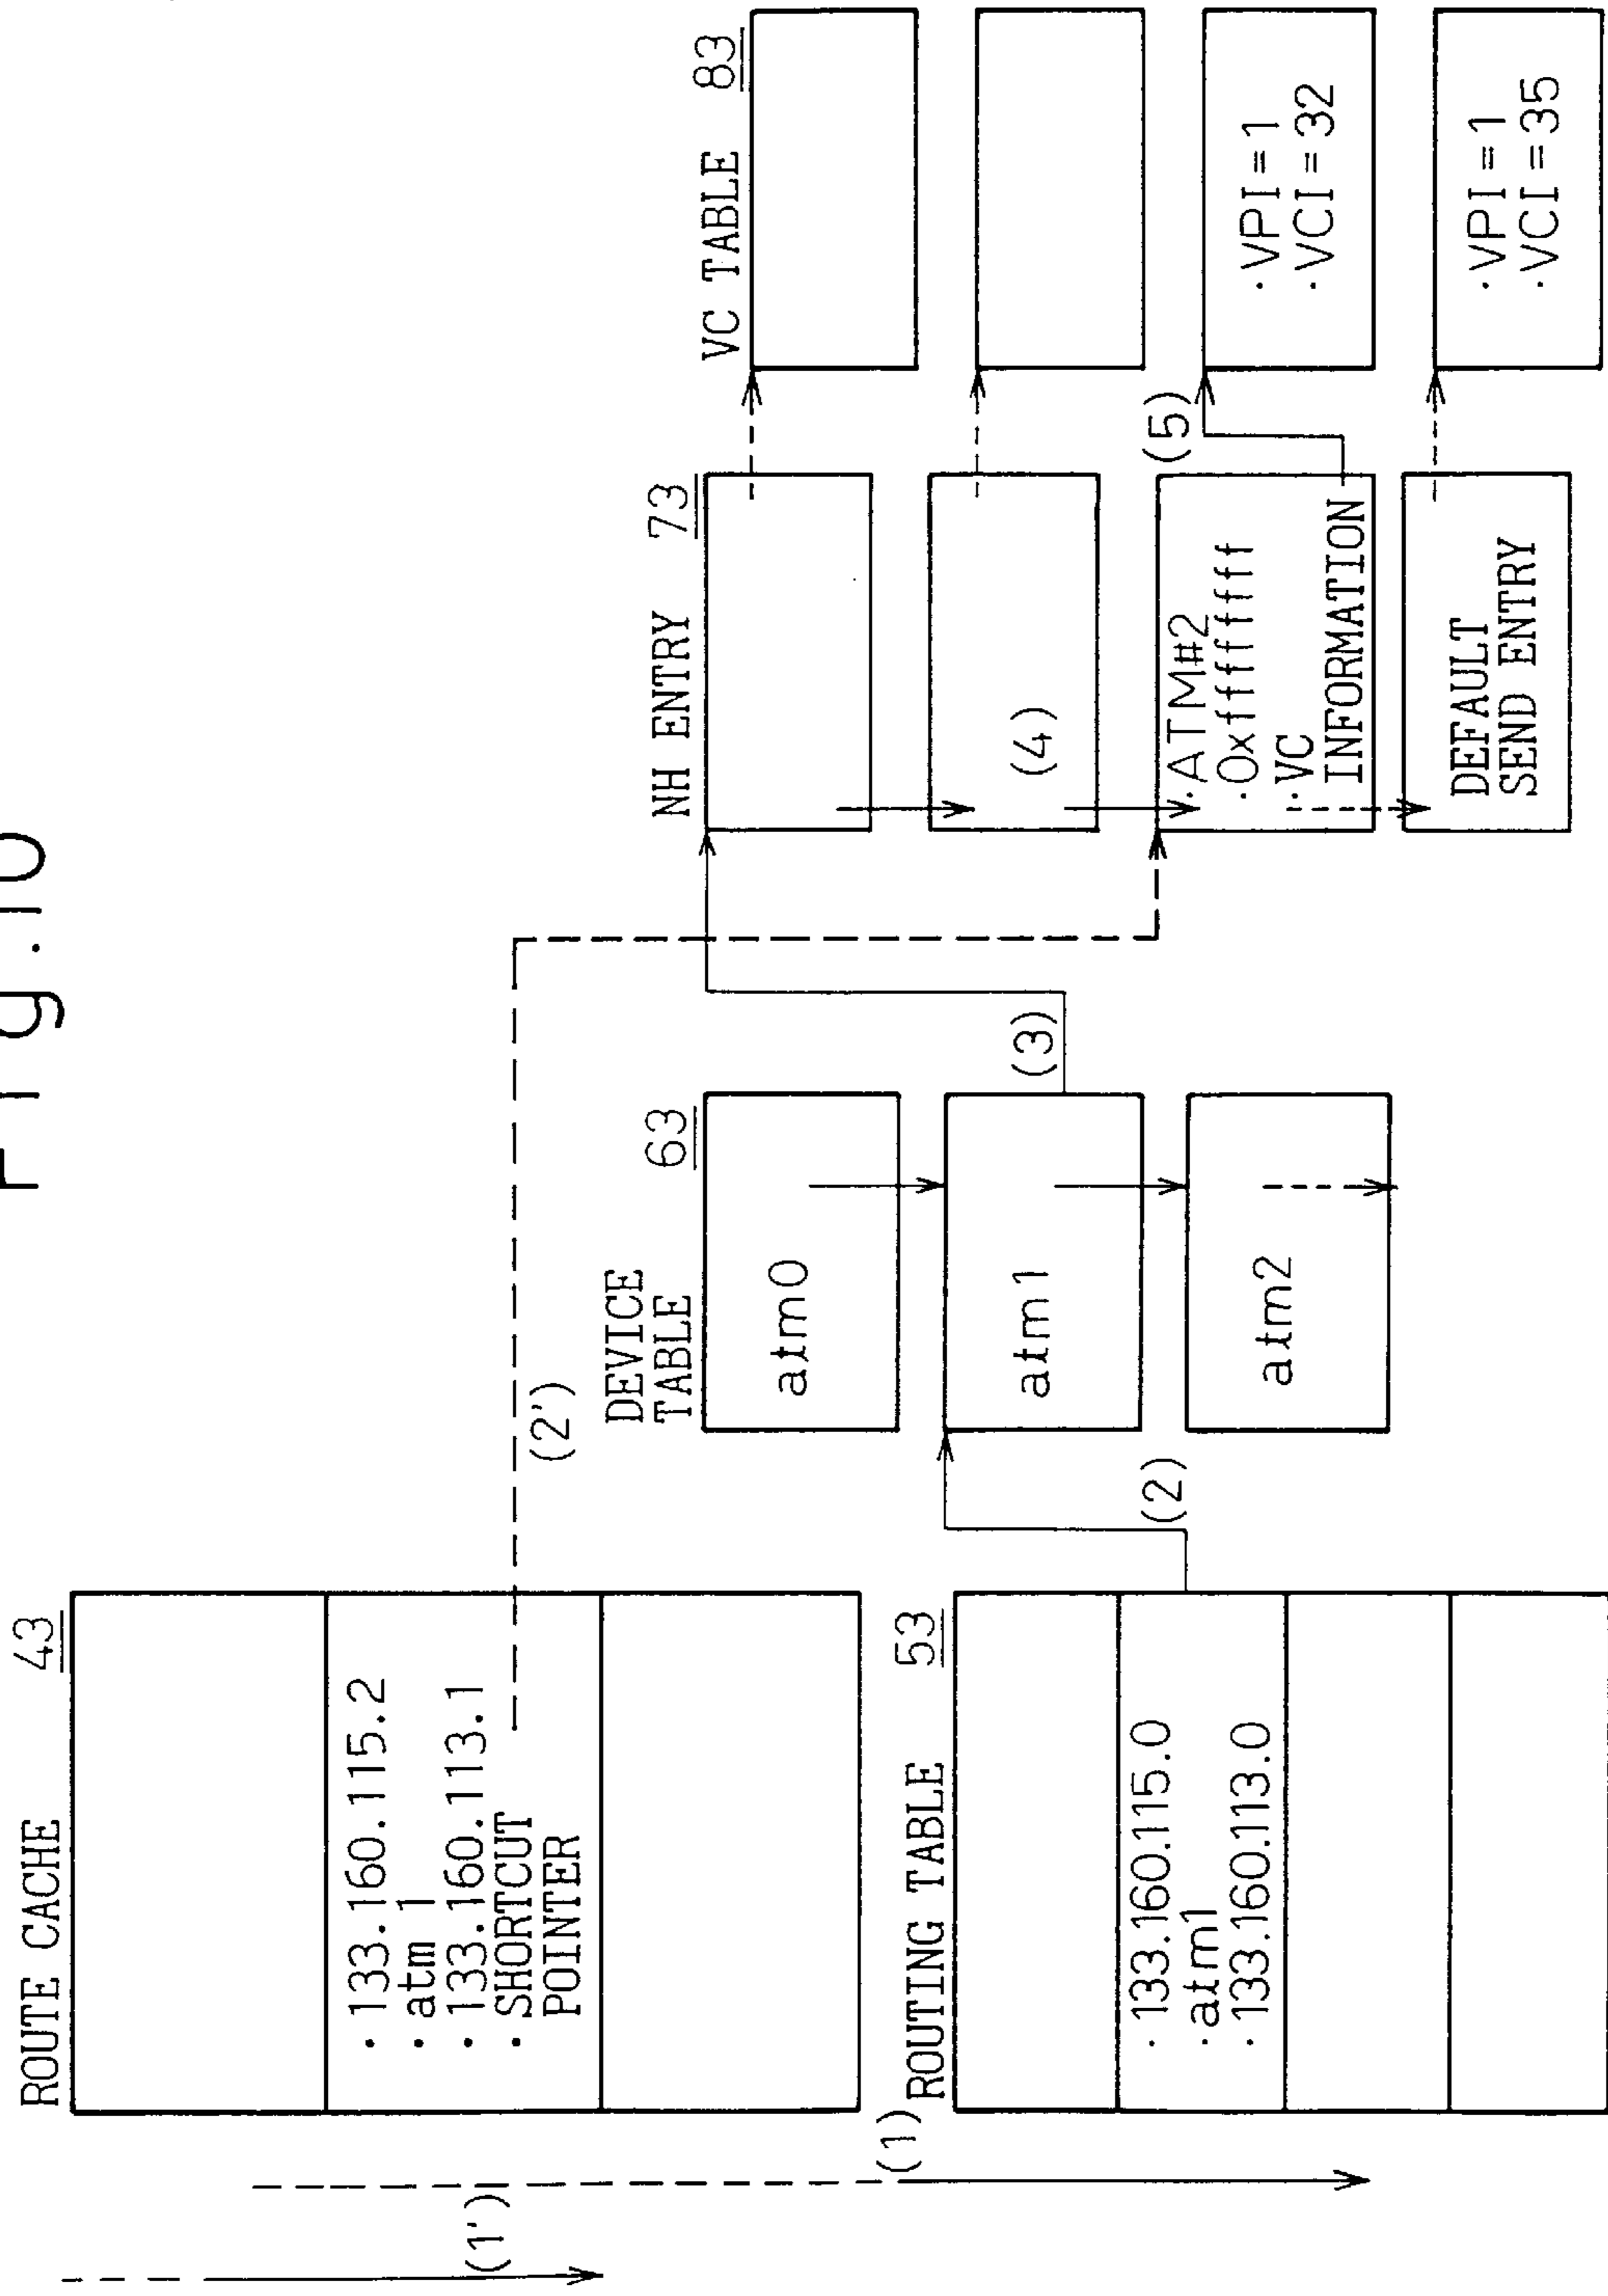 Fig.10
ROUTE CACHE 43
· 133.160.115.2
· atm 1
· 133.160.113.1
· SHORTCUT
POINTER
(1')
(2')
(1)
ROUTING TABLE 53
· 133.160.115.0
· atm1
· 133.160.113.0
(2)
DEVICE
TABLE 63
atm0
atm1
atm2
(3)
NH ENTRY 73
(4)
· ATM#2
· 0xffffffff
· VC
INFORMATION
DEFAULT
SEND ENTRY
(5)
VC TABLE 83
· VPI = 1
· VCI = 32
· VPI = 1
· VCI = 35